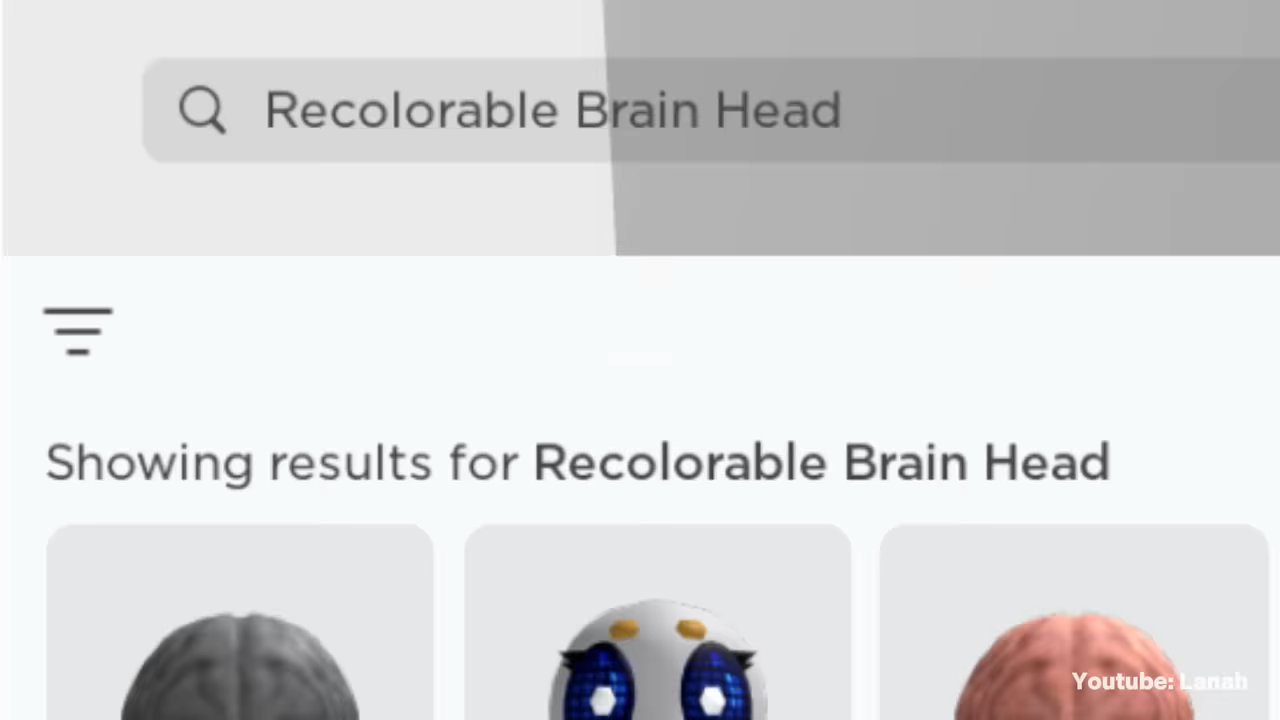 Recolorable Brain Head
Showing results for Recolorable Brain Head
Youtube: Lanah